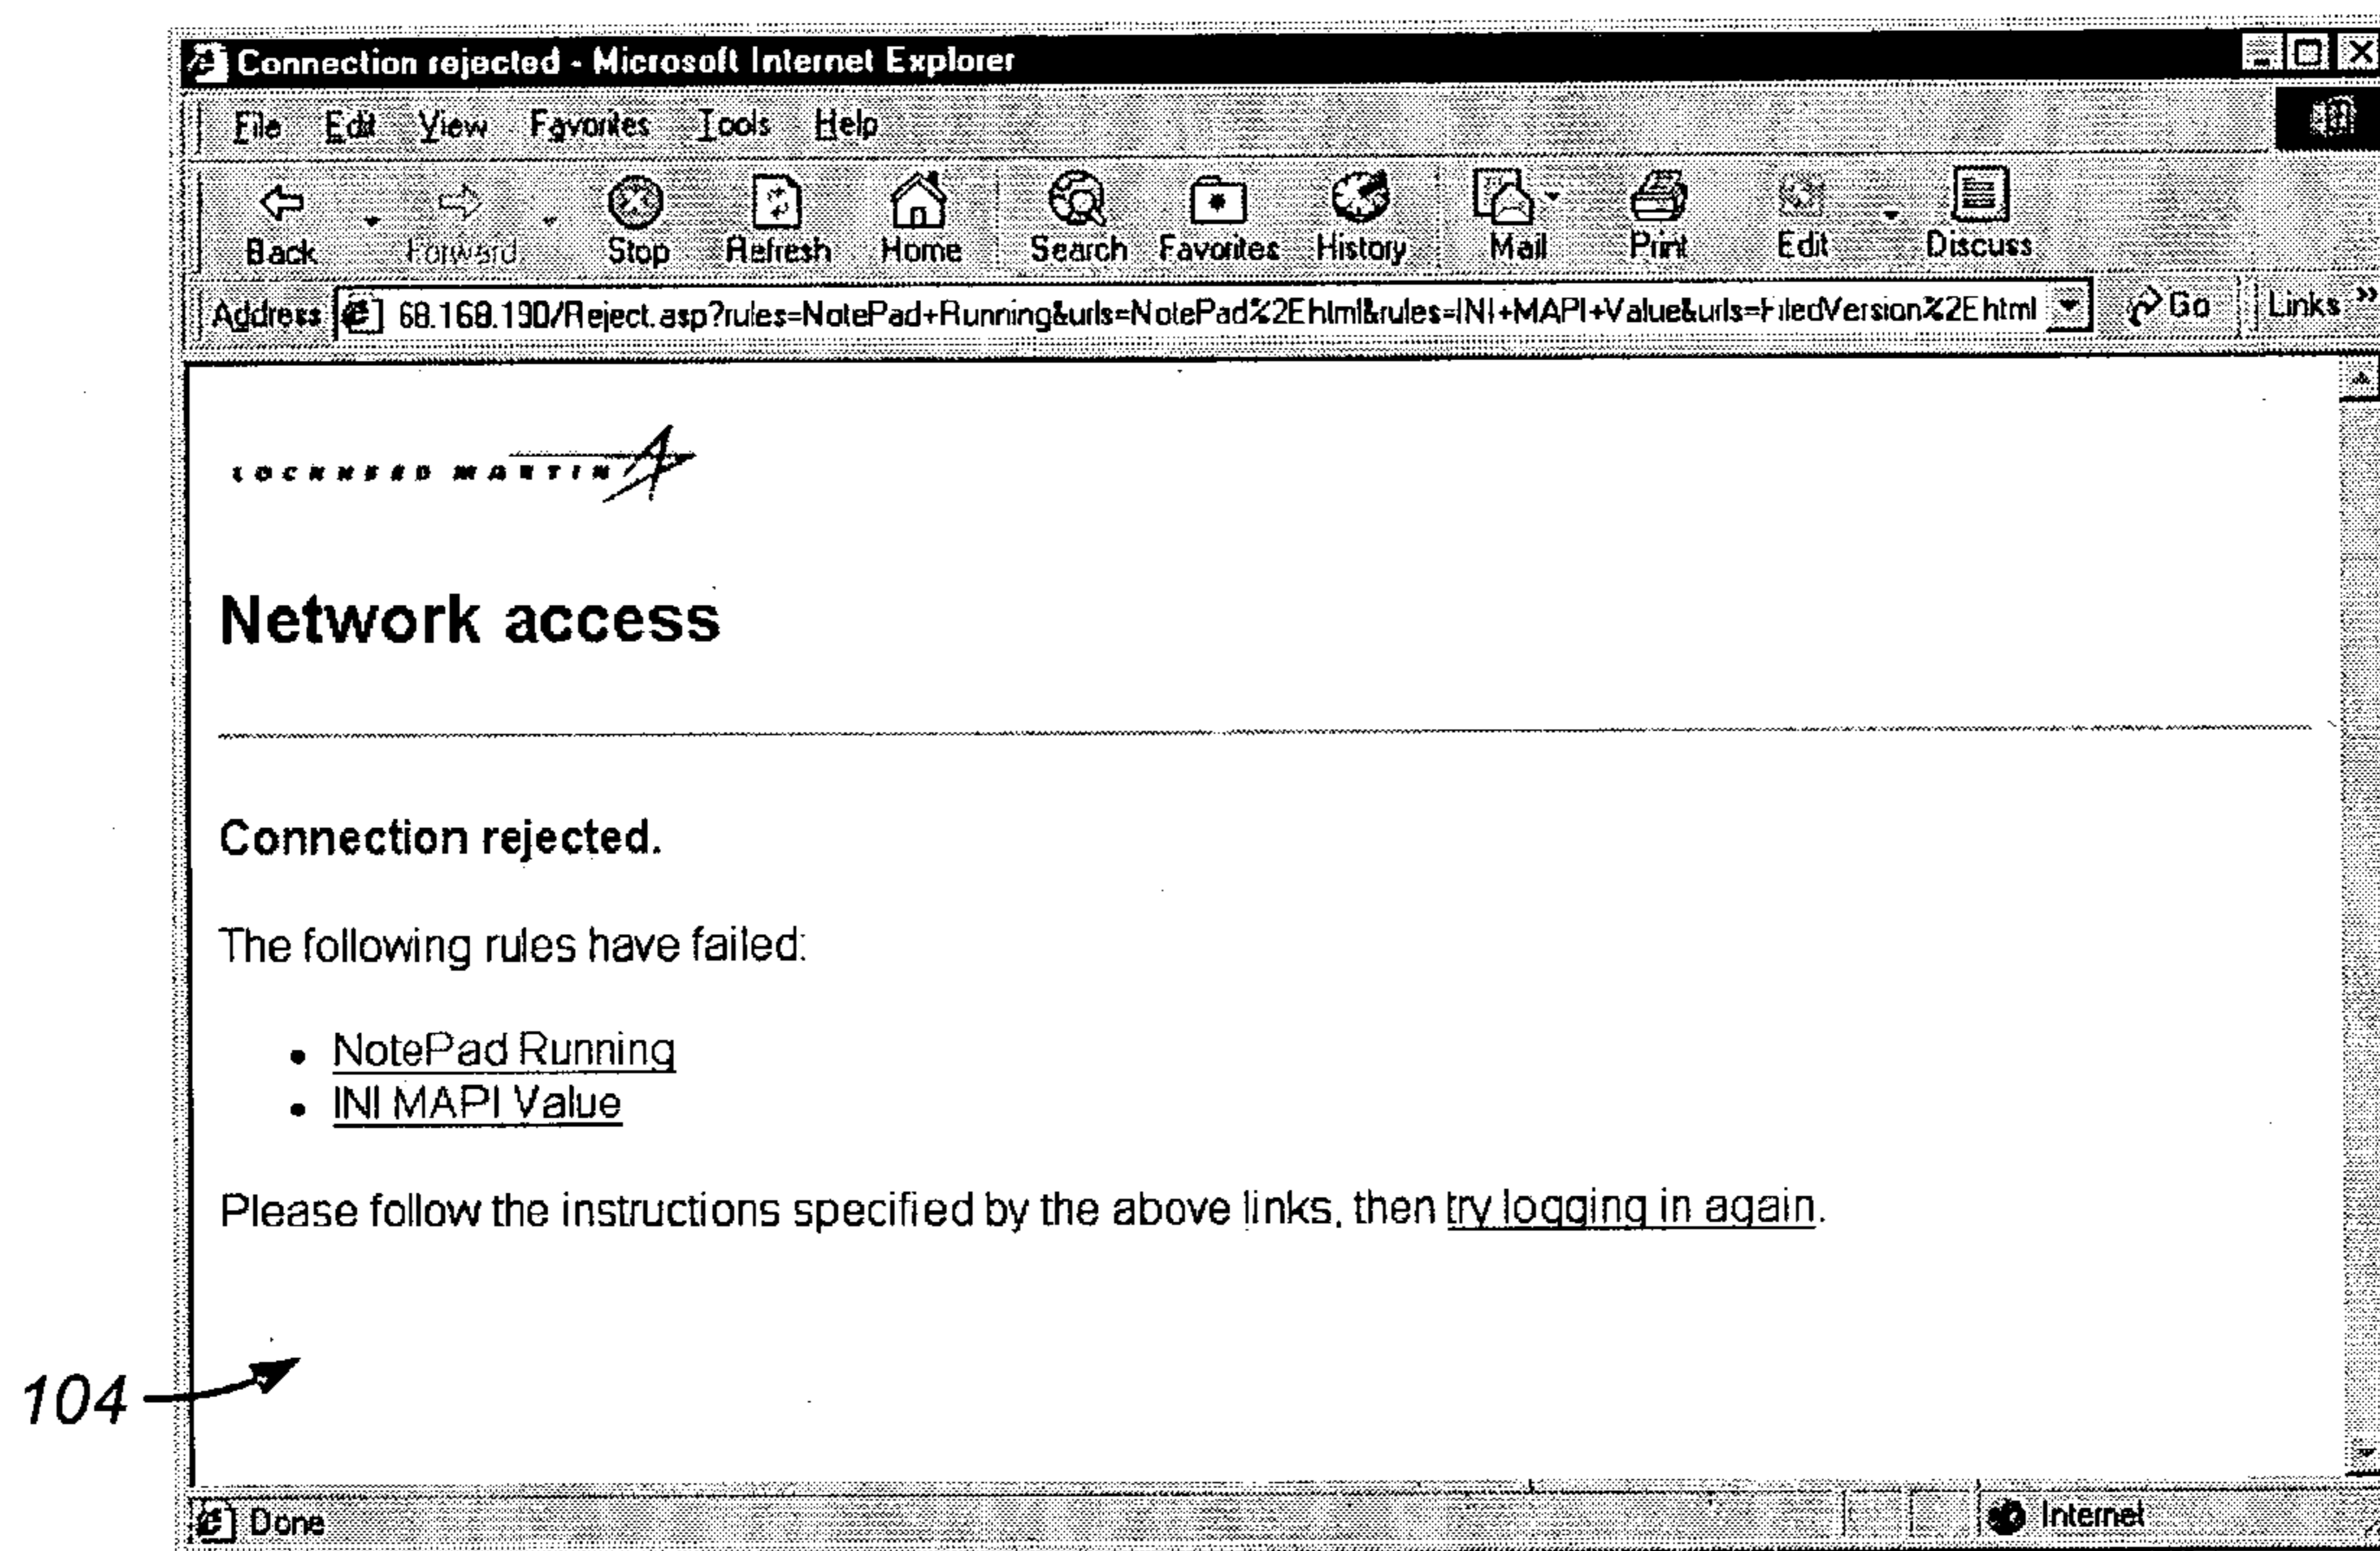 Connection rejected - Microsoft Internet Explorer
File Edit View Favorites Tools Help
Back Forward Stop Refresh Home Search Favorites History Mail Print Edit Discuss
Address 68.168.190/Reject.asp?rules=NotePad+Running&urls=NotePad%2Ehtml&rules=INI+MAPI+Value&urls=FiledVersion%2Ehtml Go Links »
LOCKHEED MARTIN
Network access
Connection rejected.
The following rules have failed:
• NotePad Running
• INI MAPI Value
Please follow the instructions specified by the above links, then try logging in again.
104
Done Internet